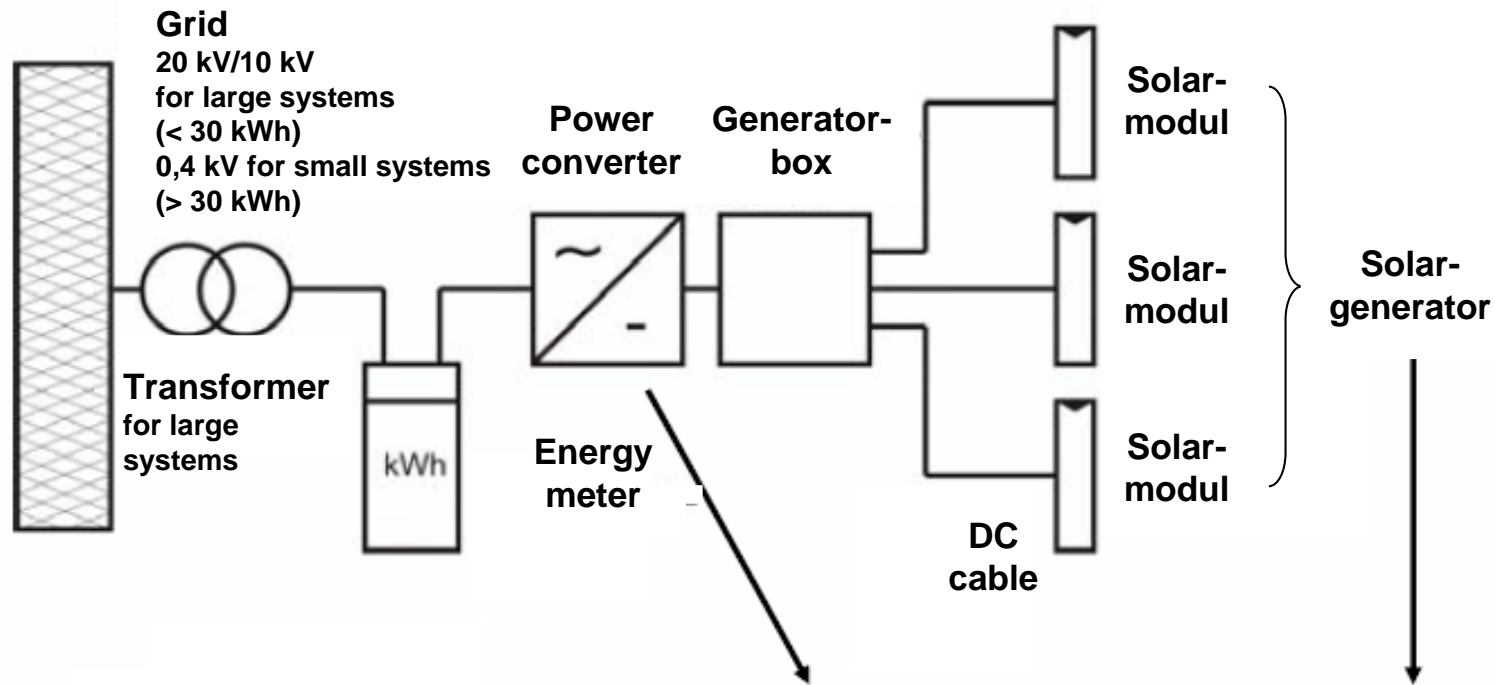 Grid
20 kV/10 kV
for large systems
(< 30 kWh)
0,4 kV for small systems
(> 30 kWh)
Power
converter
Generator-
box
Solar-
modul
Solar-
modul
Solar-
modul
Solar-
generator
~
-
Transformer
for large
systems
kWh
Energy
meter
DC
cable